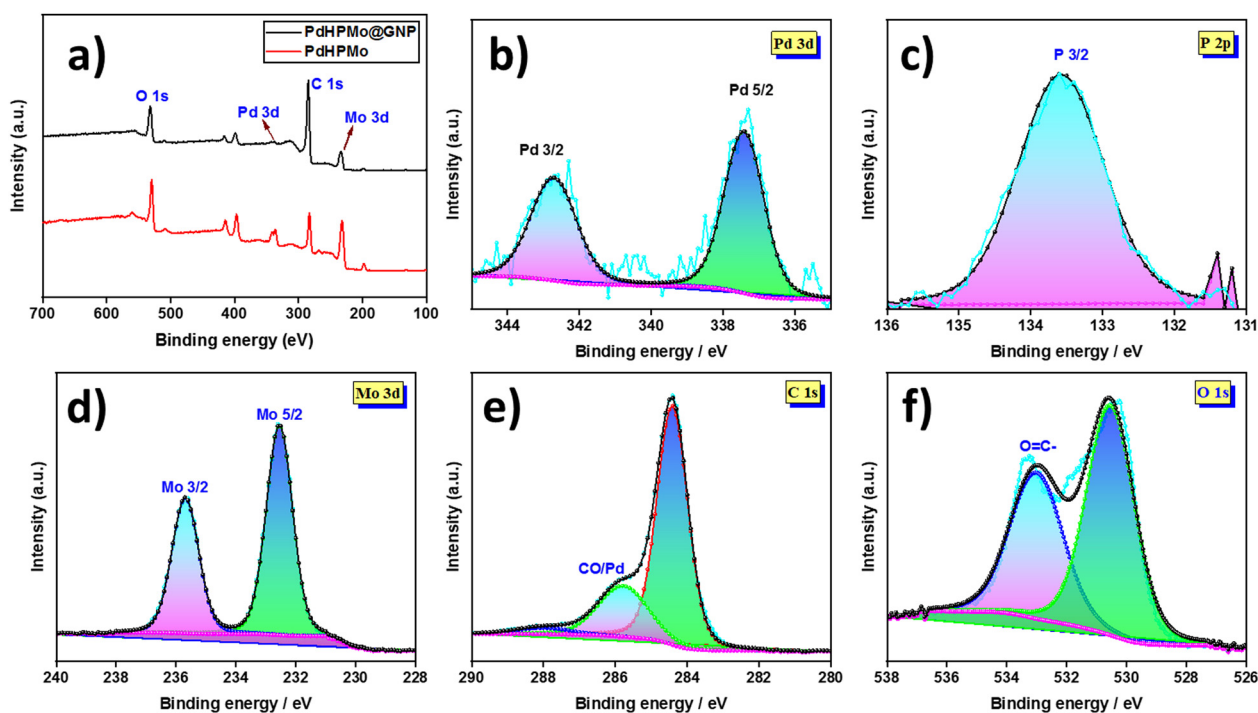 a)
PdHPMo@GNP
PdHPMo
O 1s
Pd 3d
C 1s
Mo 3d
Intensity (a.u.)
700 600 500 400 300 200 100
Binding energy (eV)
b)
Pd 3d
Pd 3/2
Pd 5/2
Intensity (a.u.)
344 342 340 338 336
Binding energy / eV
c)
P 2p
P 3/2
Intensity (a.u.)
136 135 134 133 132 131
Binding energy / eV
d)
Mo 3d
Mo 3/2
Mo 5/2
Intensity (a.u.)
240 238 236 234 232 230 228
Binding energy / eV
e)
C 1s
CO/Pd
Intensity (a.u.)
290 288 286 284 282 280
Binding energy / eV
f)
O 1s
O=C-
Intensity (a.u.)
538 536 534 532 530 528 526
Binding energy / eV